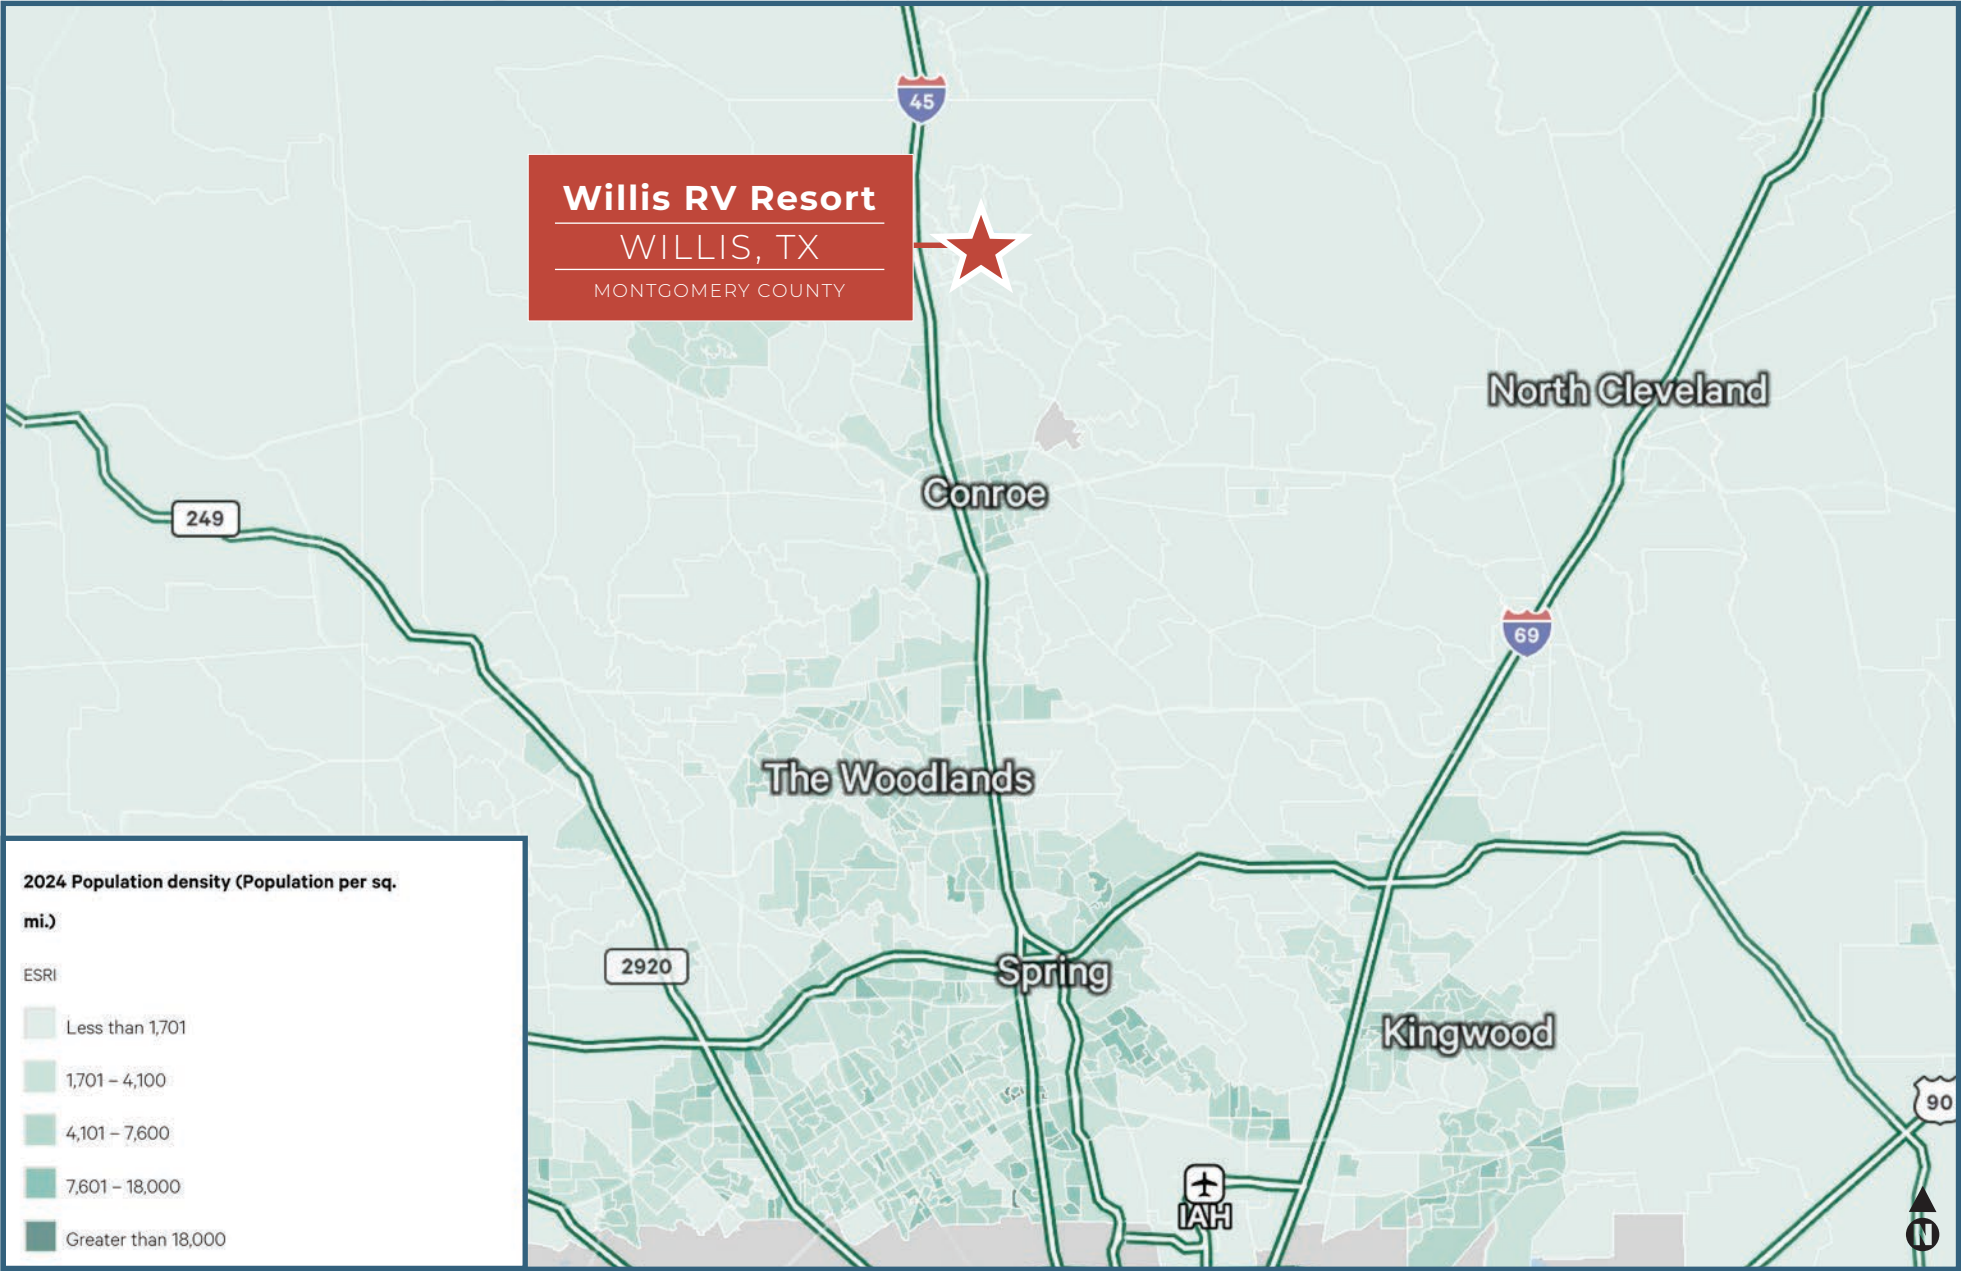 45
Willis RV Resort
WILLIS, TX
MONTGOMERY COUNTY
North Cleveland
Conroe
249
69
The Woodlands
2920
Spring
Kingwood
90
IAH
N
2024 Population density (Population per sq.
mi.)
ESRI
Less than 1,701
1,701 – 4,100
4,101 – 7,600
7,601 – 18,000
Greater than 18,000